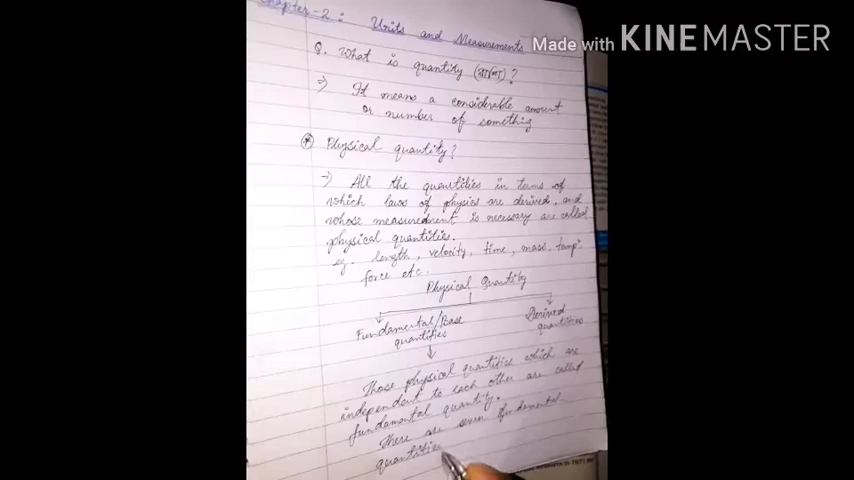 Chapter-2: Units and Measurements
Made with KINEMASTER
Q. What is quantity (মাত্রা)?
⇒ It means a considerable amount
or number of something
* Physical quantity?
→ All the quantities in terms of
which laws of physics are derived, and
whose measurement is necessary are called
physical quantities.
eg. length, velocity, time, mass, temp.
force etc.
Physical Quantity
Fundamental/Base
quantities
Derived
quantities
Those physical quantities which are
independent to each other are called
fundamental quantity.
There are seven fundamental
quantities